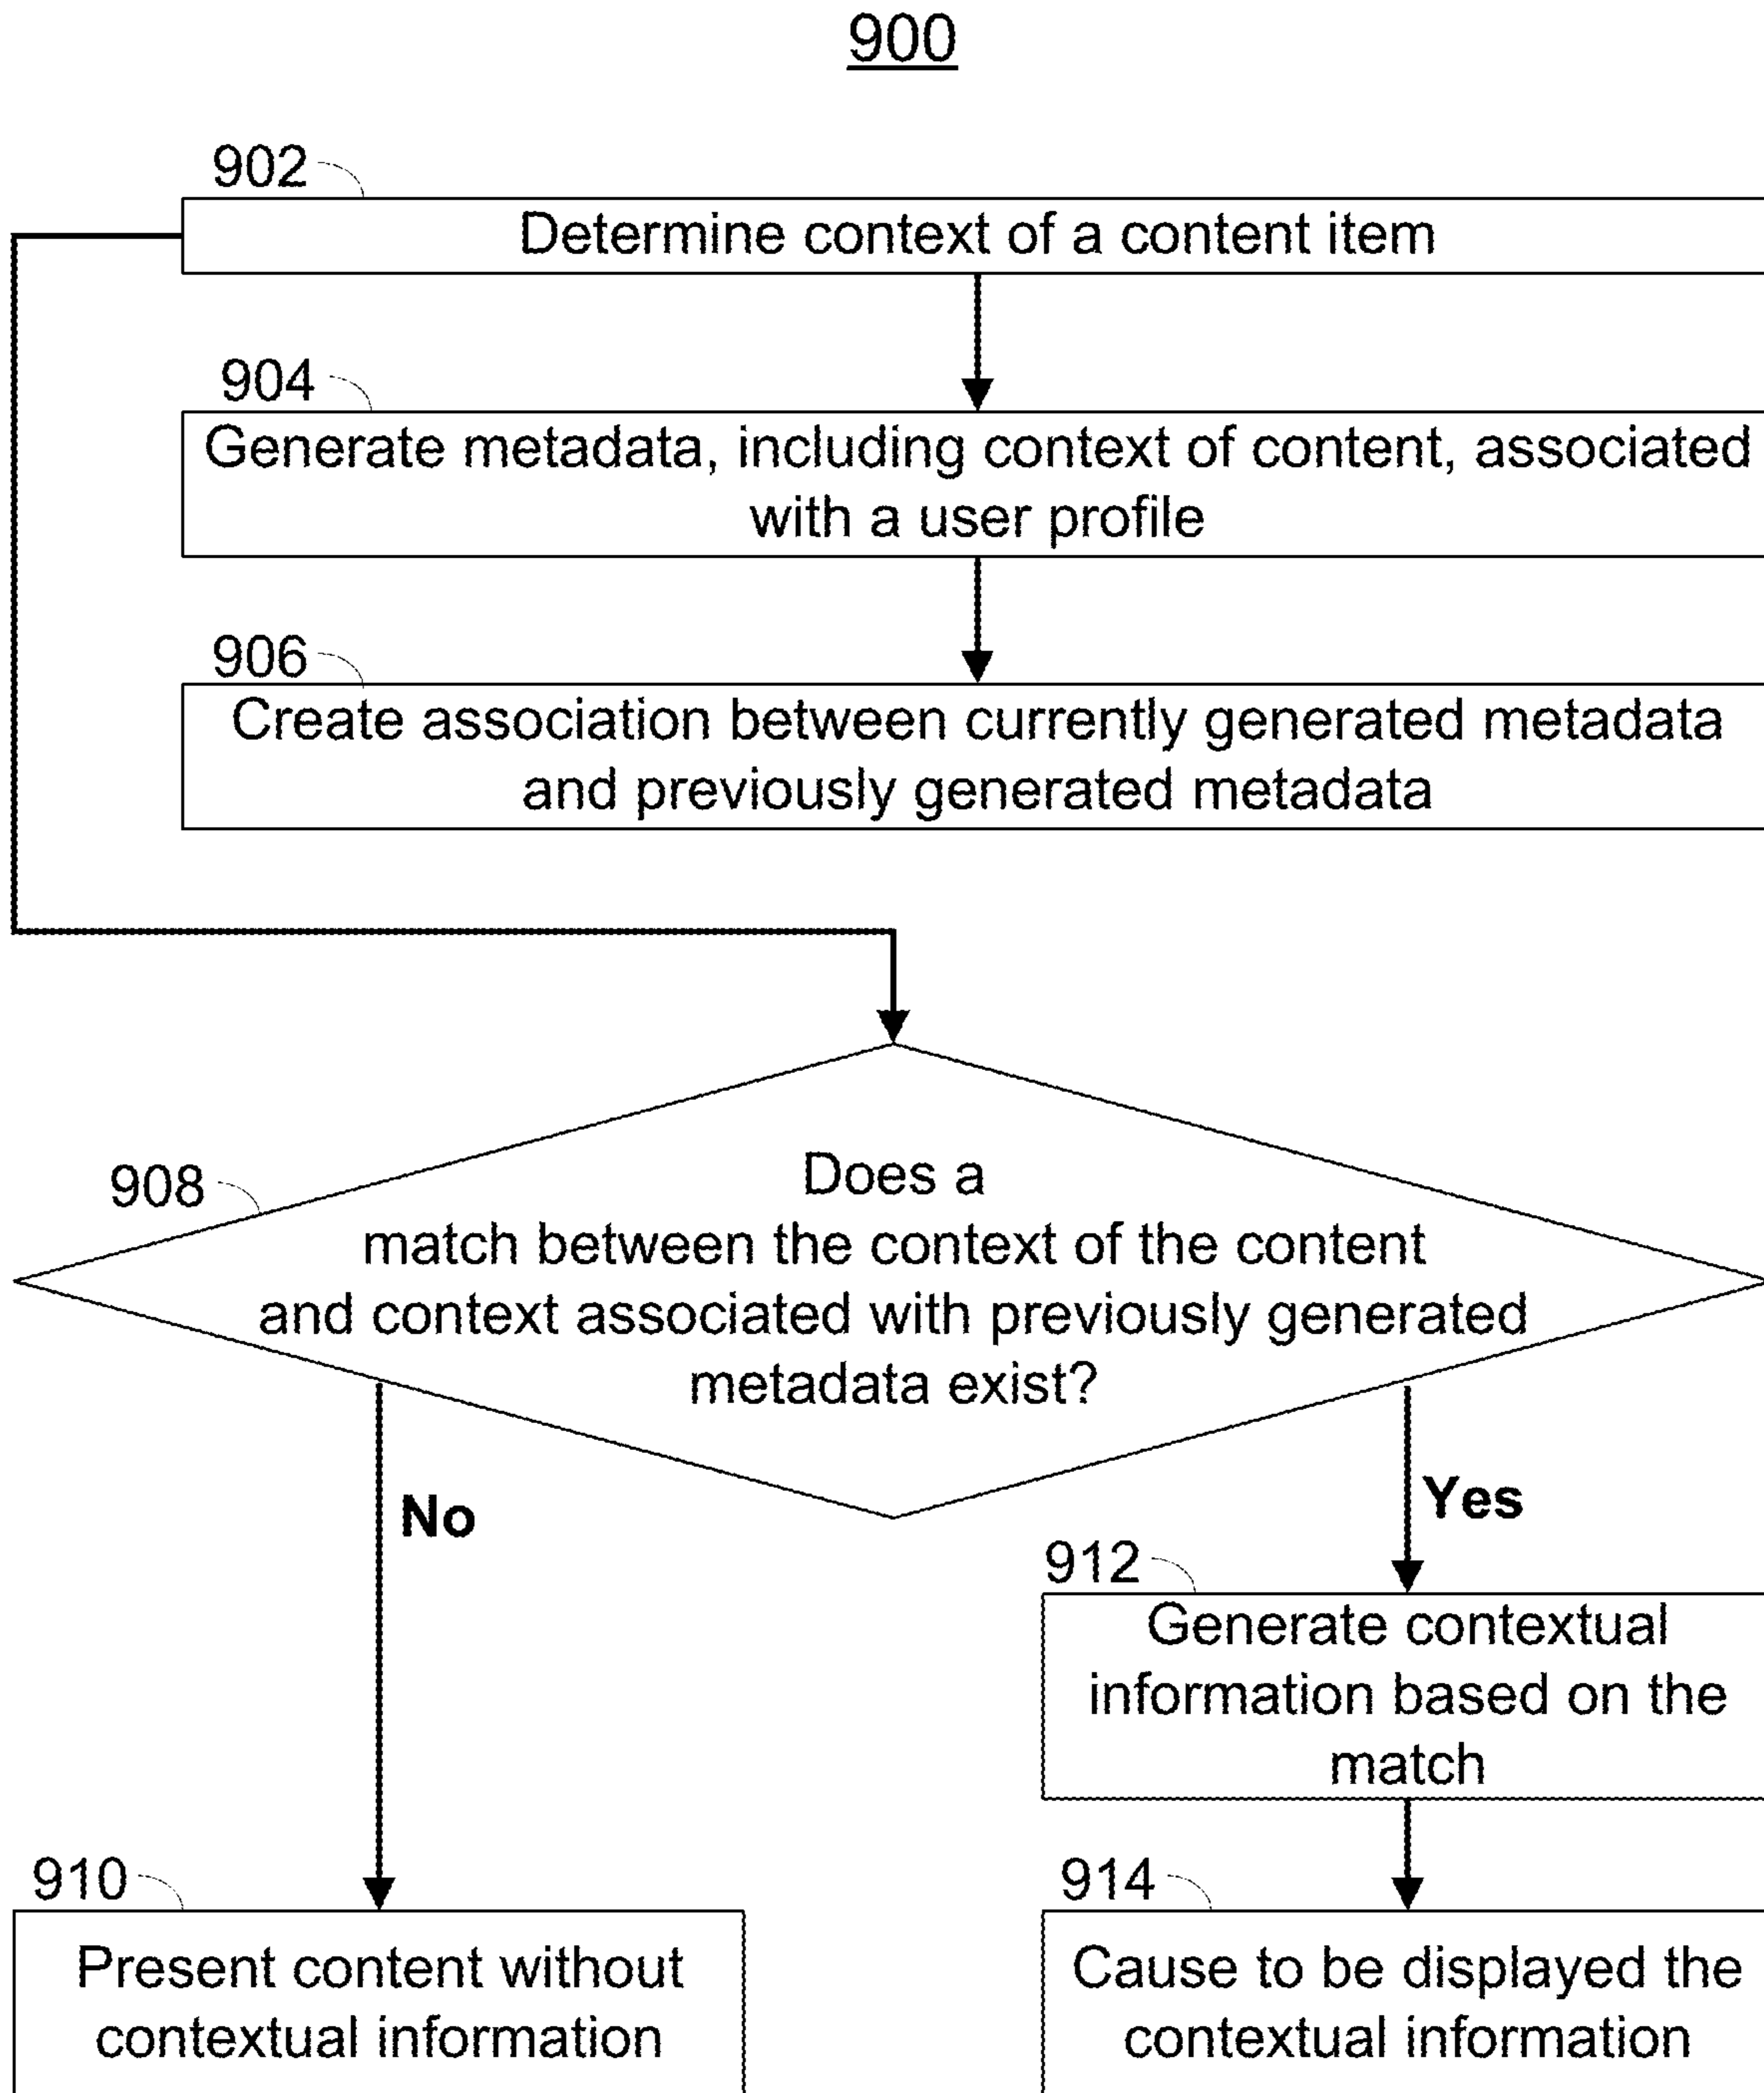 900
902
Determine context of a content item
904
Generate metadata, including context of content, associated
with a user profile
906
Create association between currently generated metadata
and previously generated metadata
908
Does a
match between the context of the content
and context associated with previously generated
metadata exist?
No
Yes
912
Generate contextual
information based on the
match
910
Present content without
contextual information
914
Cause to be displayed the
contextual information